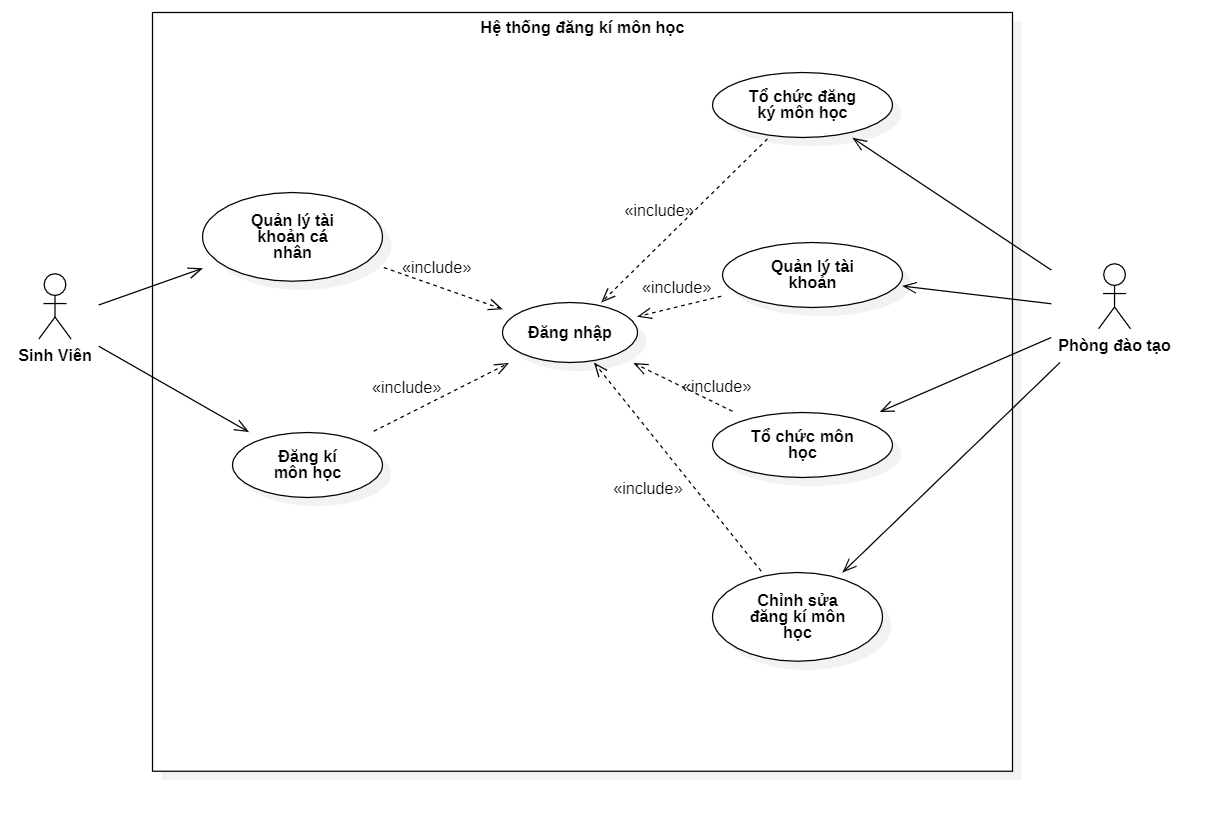 Hệ thống đăng kí môn học
Tổ chức đăng
ký môn học
«include»
Quản lý tài
khoản cá
nhân
«include»
Quản lý tài
khoản
«include»
Đăng nhập
Sinh Viên
Phòng đào tạo
«include»
«include»
Đăng kí
môn học
Tổ chức môn
học
«include»
Chỉnh sửa
đăng kí môn
học